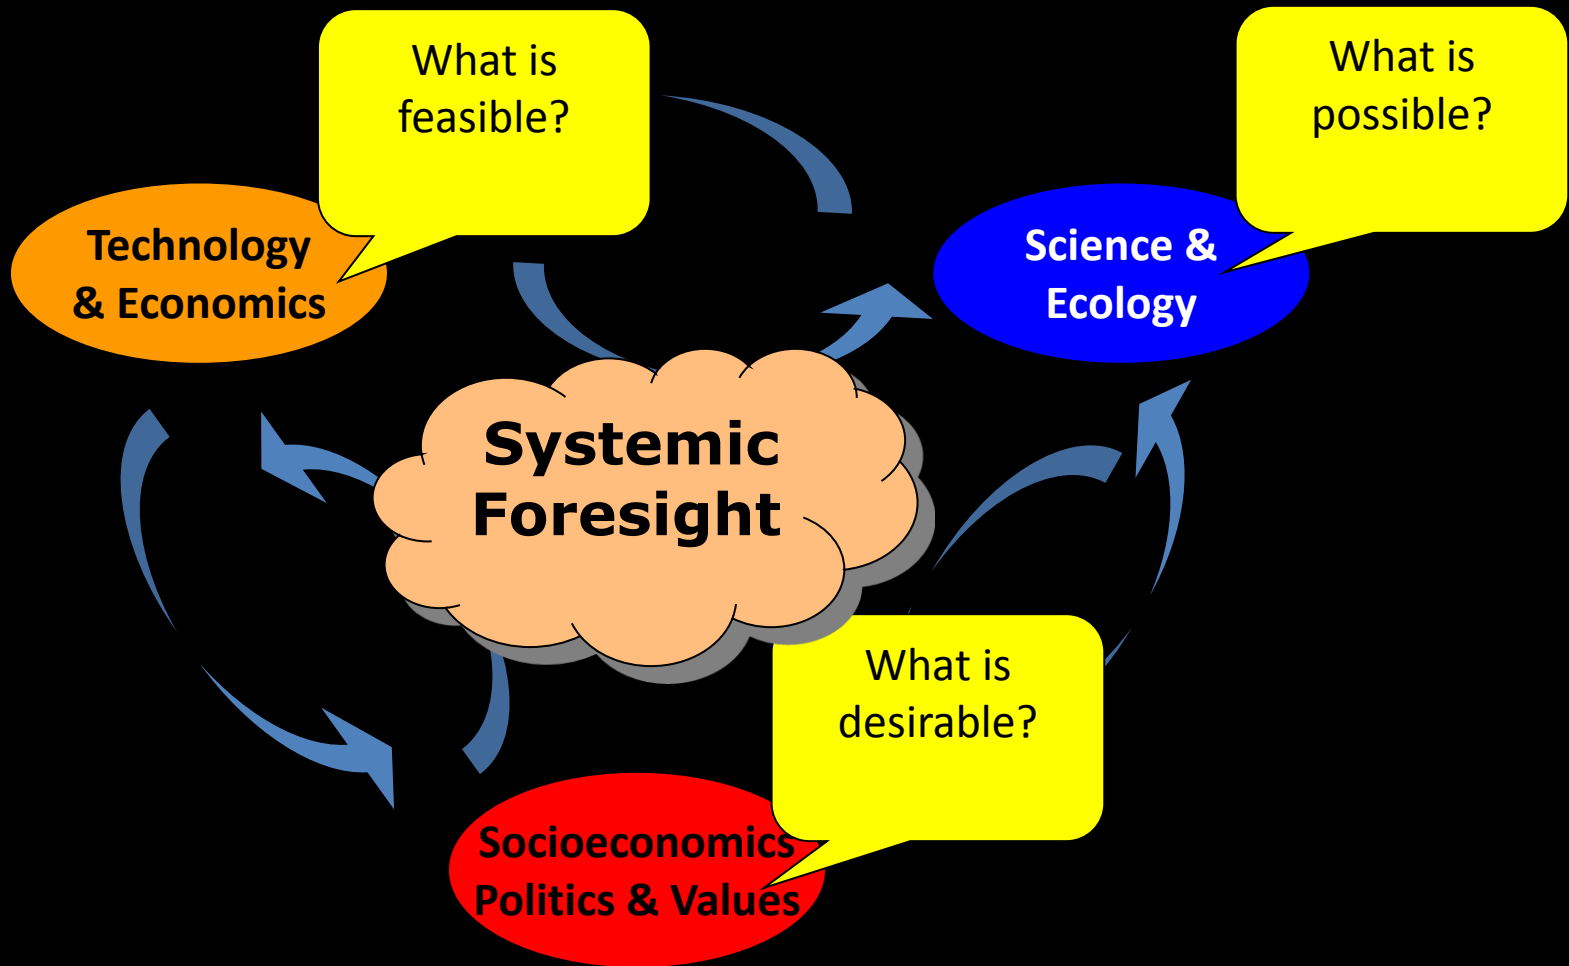 What is
feasible?
What is
possible?
Technology
& Economics
Science &
Ecology
Systemic
Foresight
What is
desirable?
Socioeconomics
Politics & Values